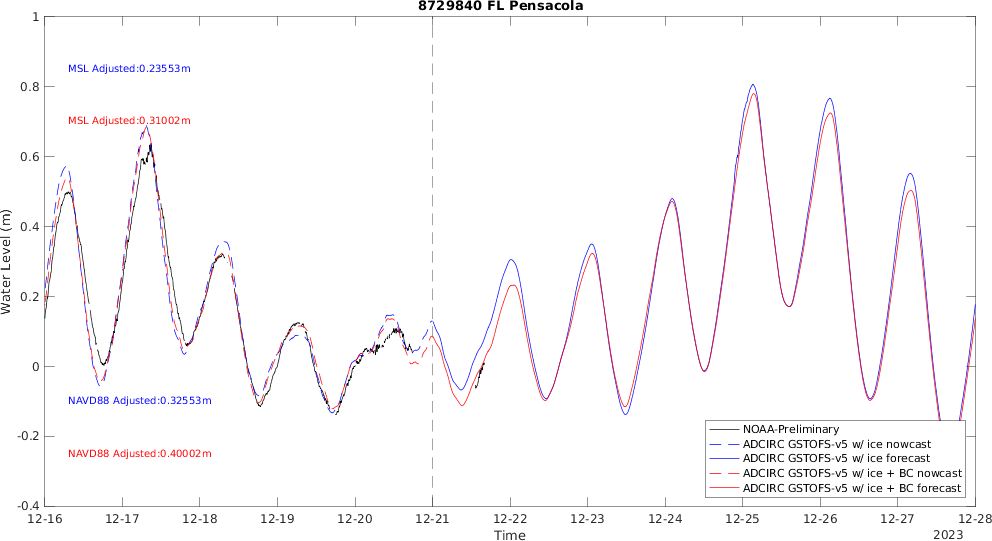 8729840 FL Pensacola
1
0.8
0.6
0.4
0.2
0
-0.2
-0.4
Water Level (m)
MSL Adjusted:0.23553m
MSL Adjusted:0.31002m
NAVD88 Adjusted:0.32553m
NAVD88 Adjusted:0.40002m
NOAA-Preliminary
ADCIRC GSTOFS-v5 w/ ice nowcast
ADCIRC GSTOFS-v5 w/ ice forecast
ADCIRC GSTOFS-v5 w/ ice + BC nowcast
ADCIRC GSTOFS-v5 w/ ice + BC forecast
12-16 12-17 12-18 12-19 12-20 12-21 12-22 12-23 12-24 12-25 12-26 12-27 12-28
Time
2023